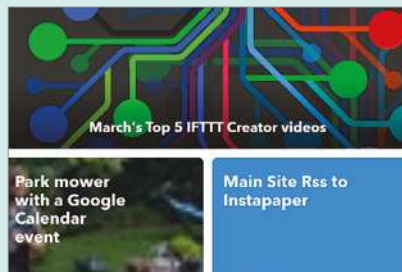 March's Top 5 IFTTT Creator videos
Park mower
with a Google
Calendar
event
Main Site Rss to
Instapaper